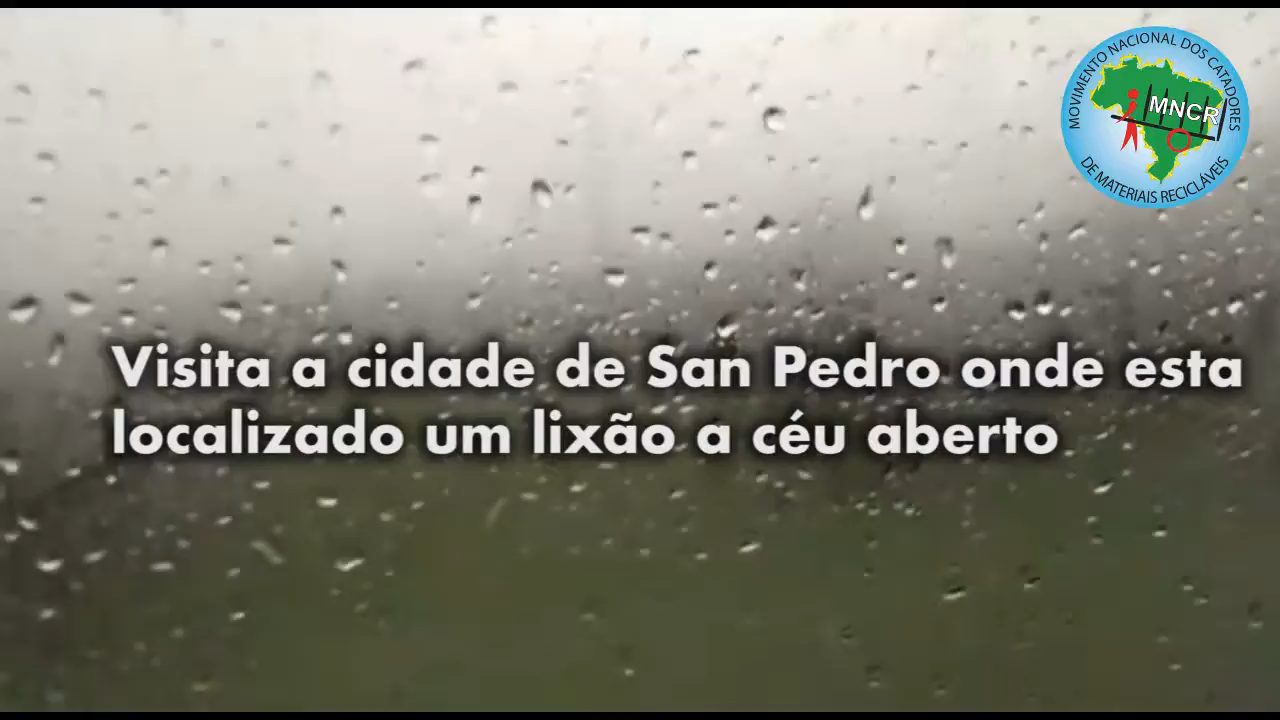 MOVIMENTO NACIONAL DOS CATADORES
MNCR
DE MATERIAIS RECICLÁVEIS
Visita a cidade de San Pedro onde esta
localizado um lixão a céu aberto